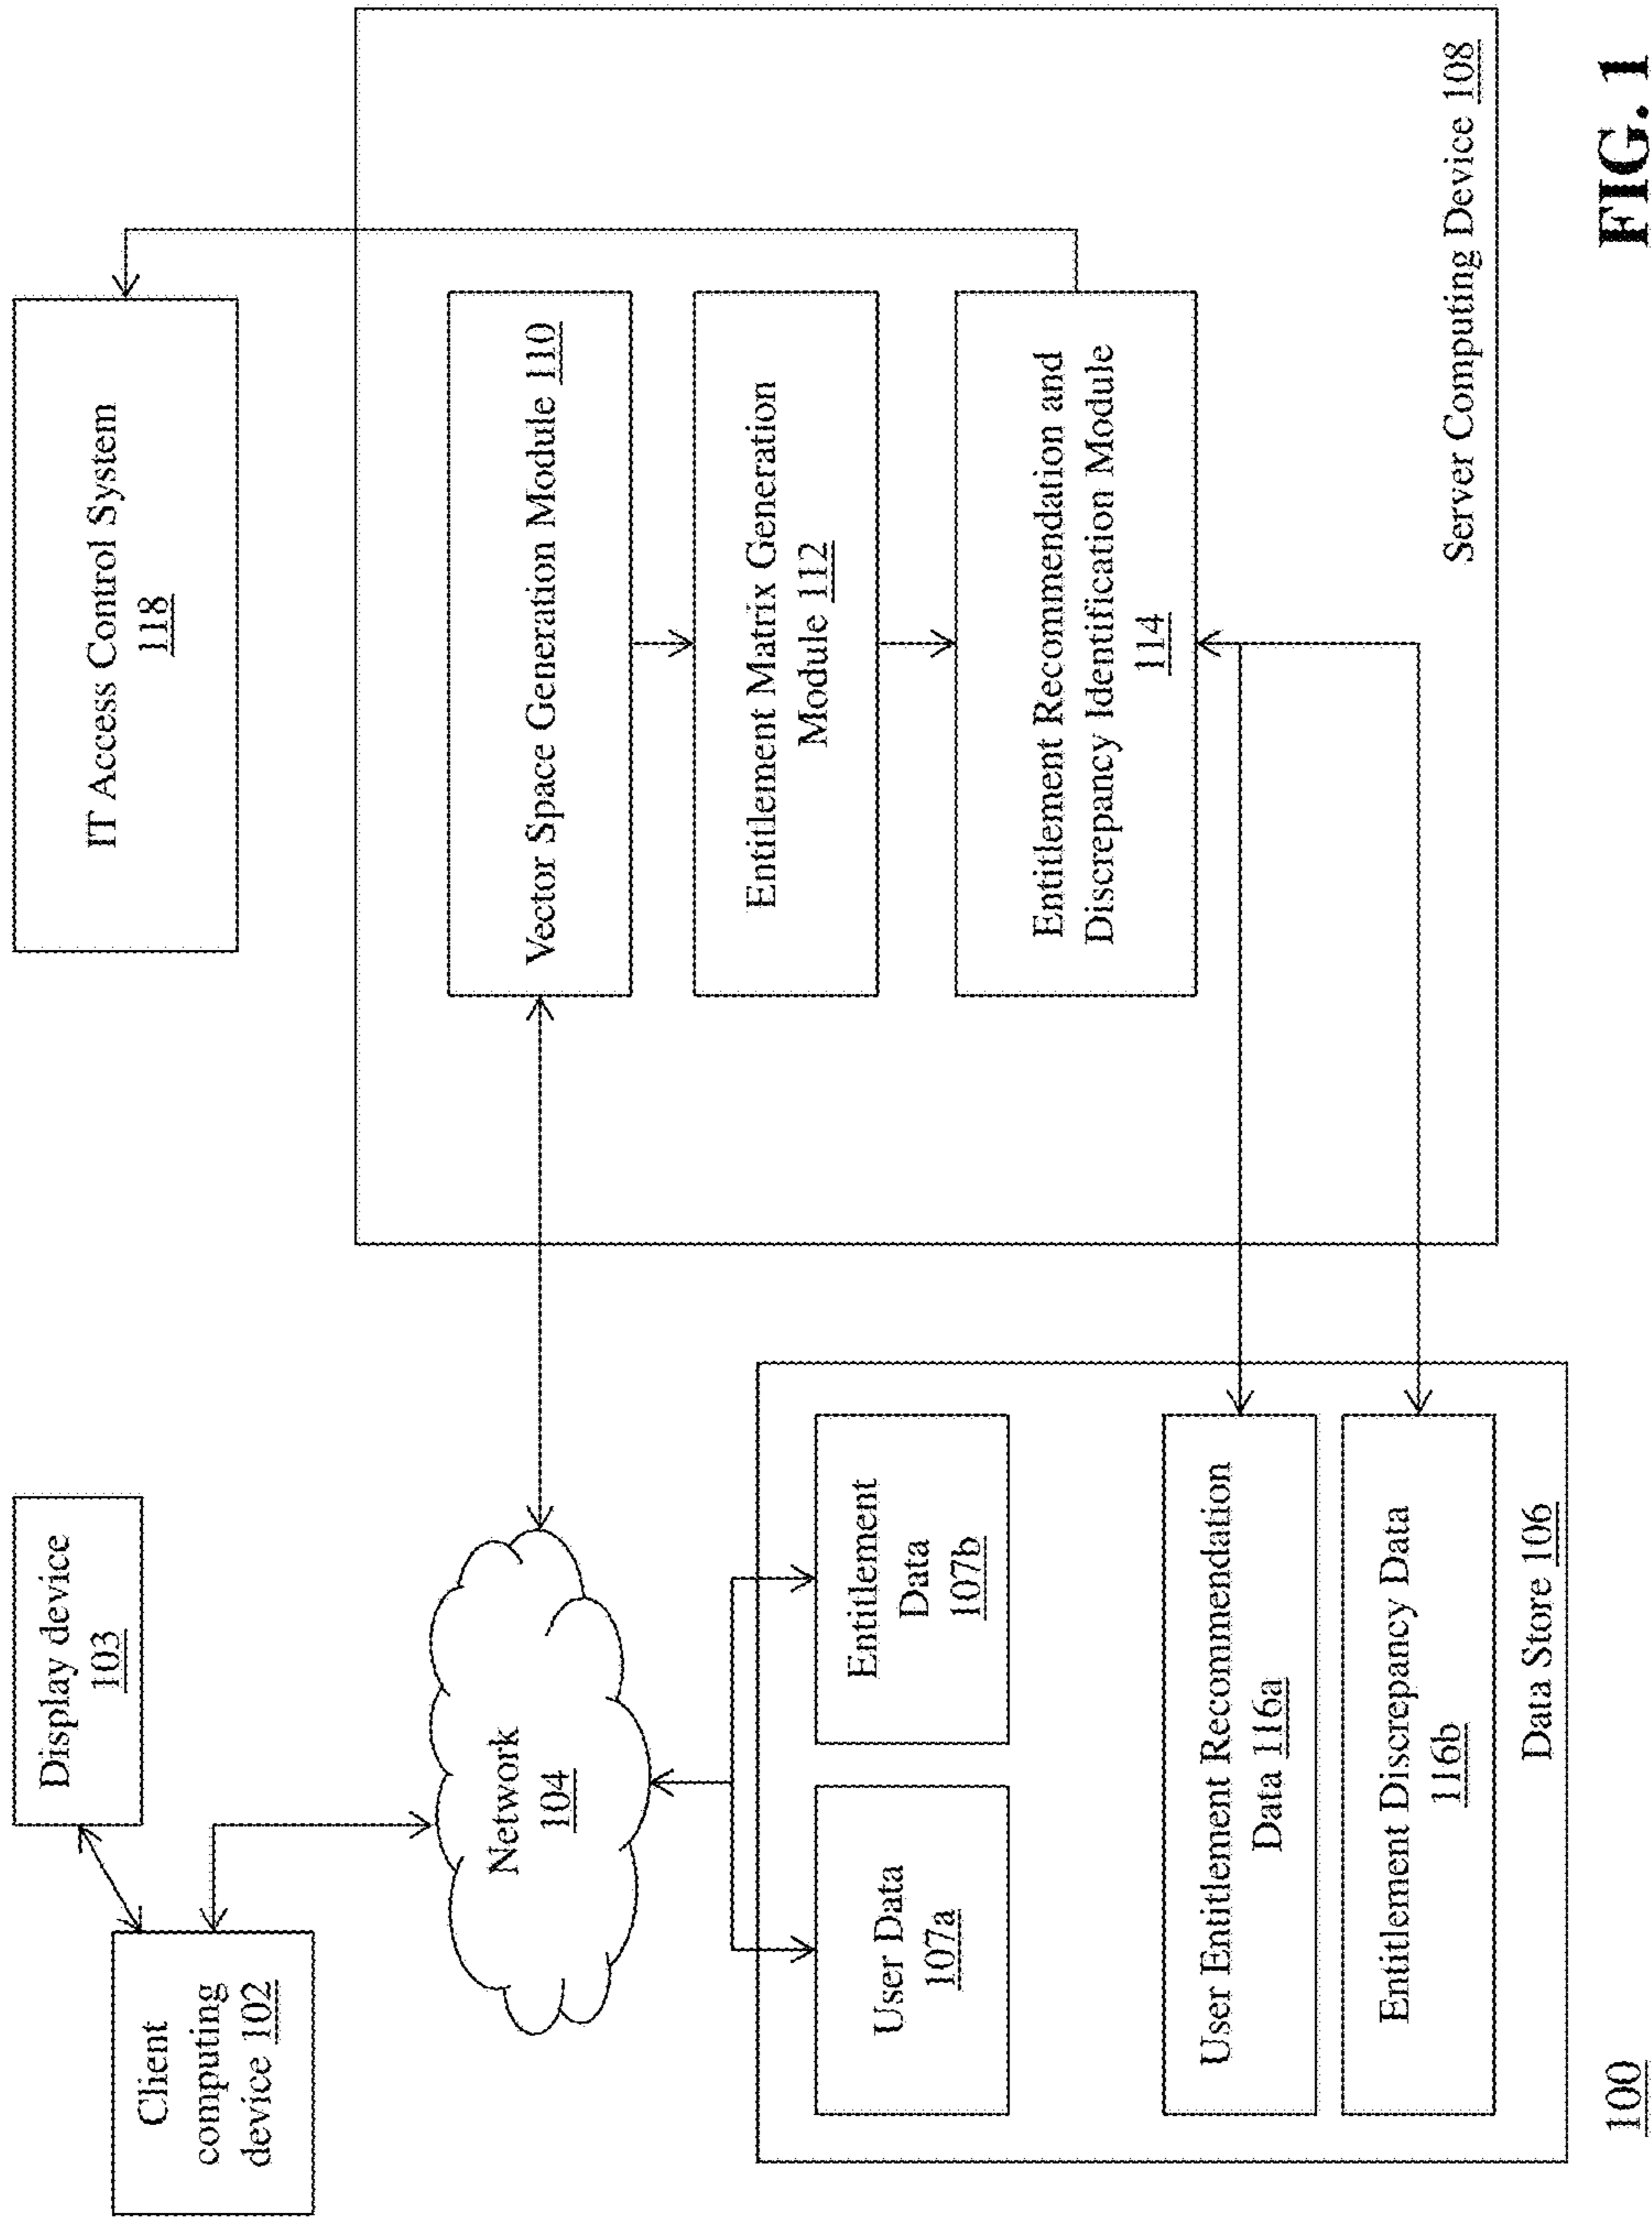 Client
computing
device 102
Display device
103
IT Access Control System
118
Network
104
Vector Space Generation Module 110
Entitlement Matrix Generation
Module 112
Entitlement Recommendation and
Discrepancy Identification Module
114
Server Computing Device 108
User Data
107a
Entitlement
Data
107b
User Entitlement Recommendation
Data 116a
Entitlement Discrepancy Data
116b
Data Store 106
100
FIG. 1